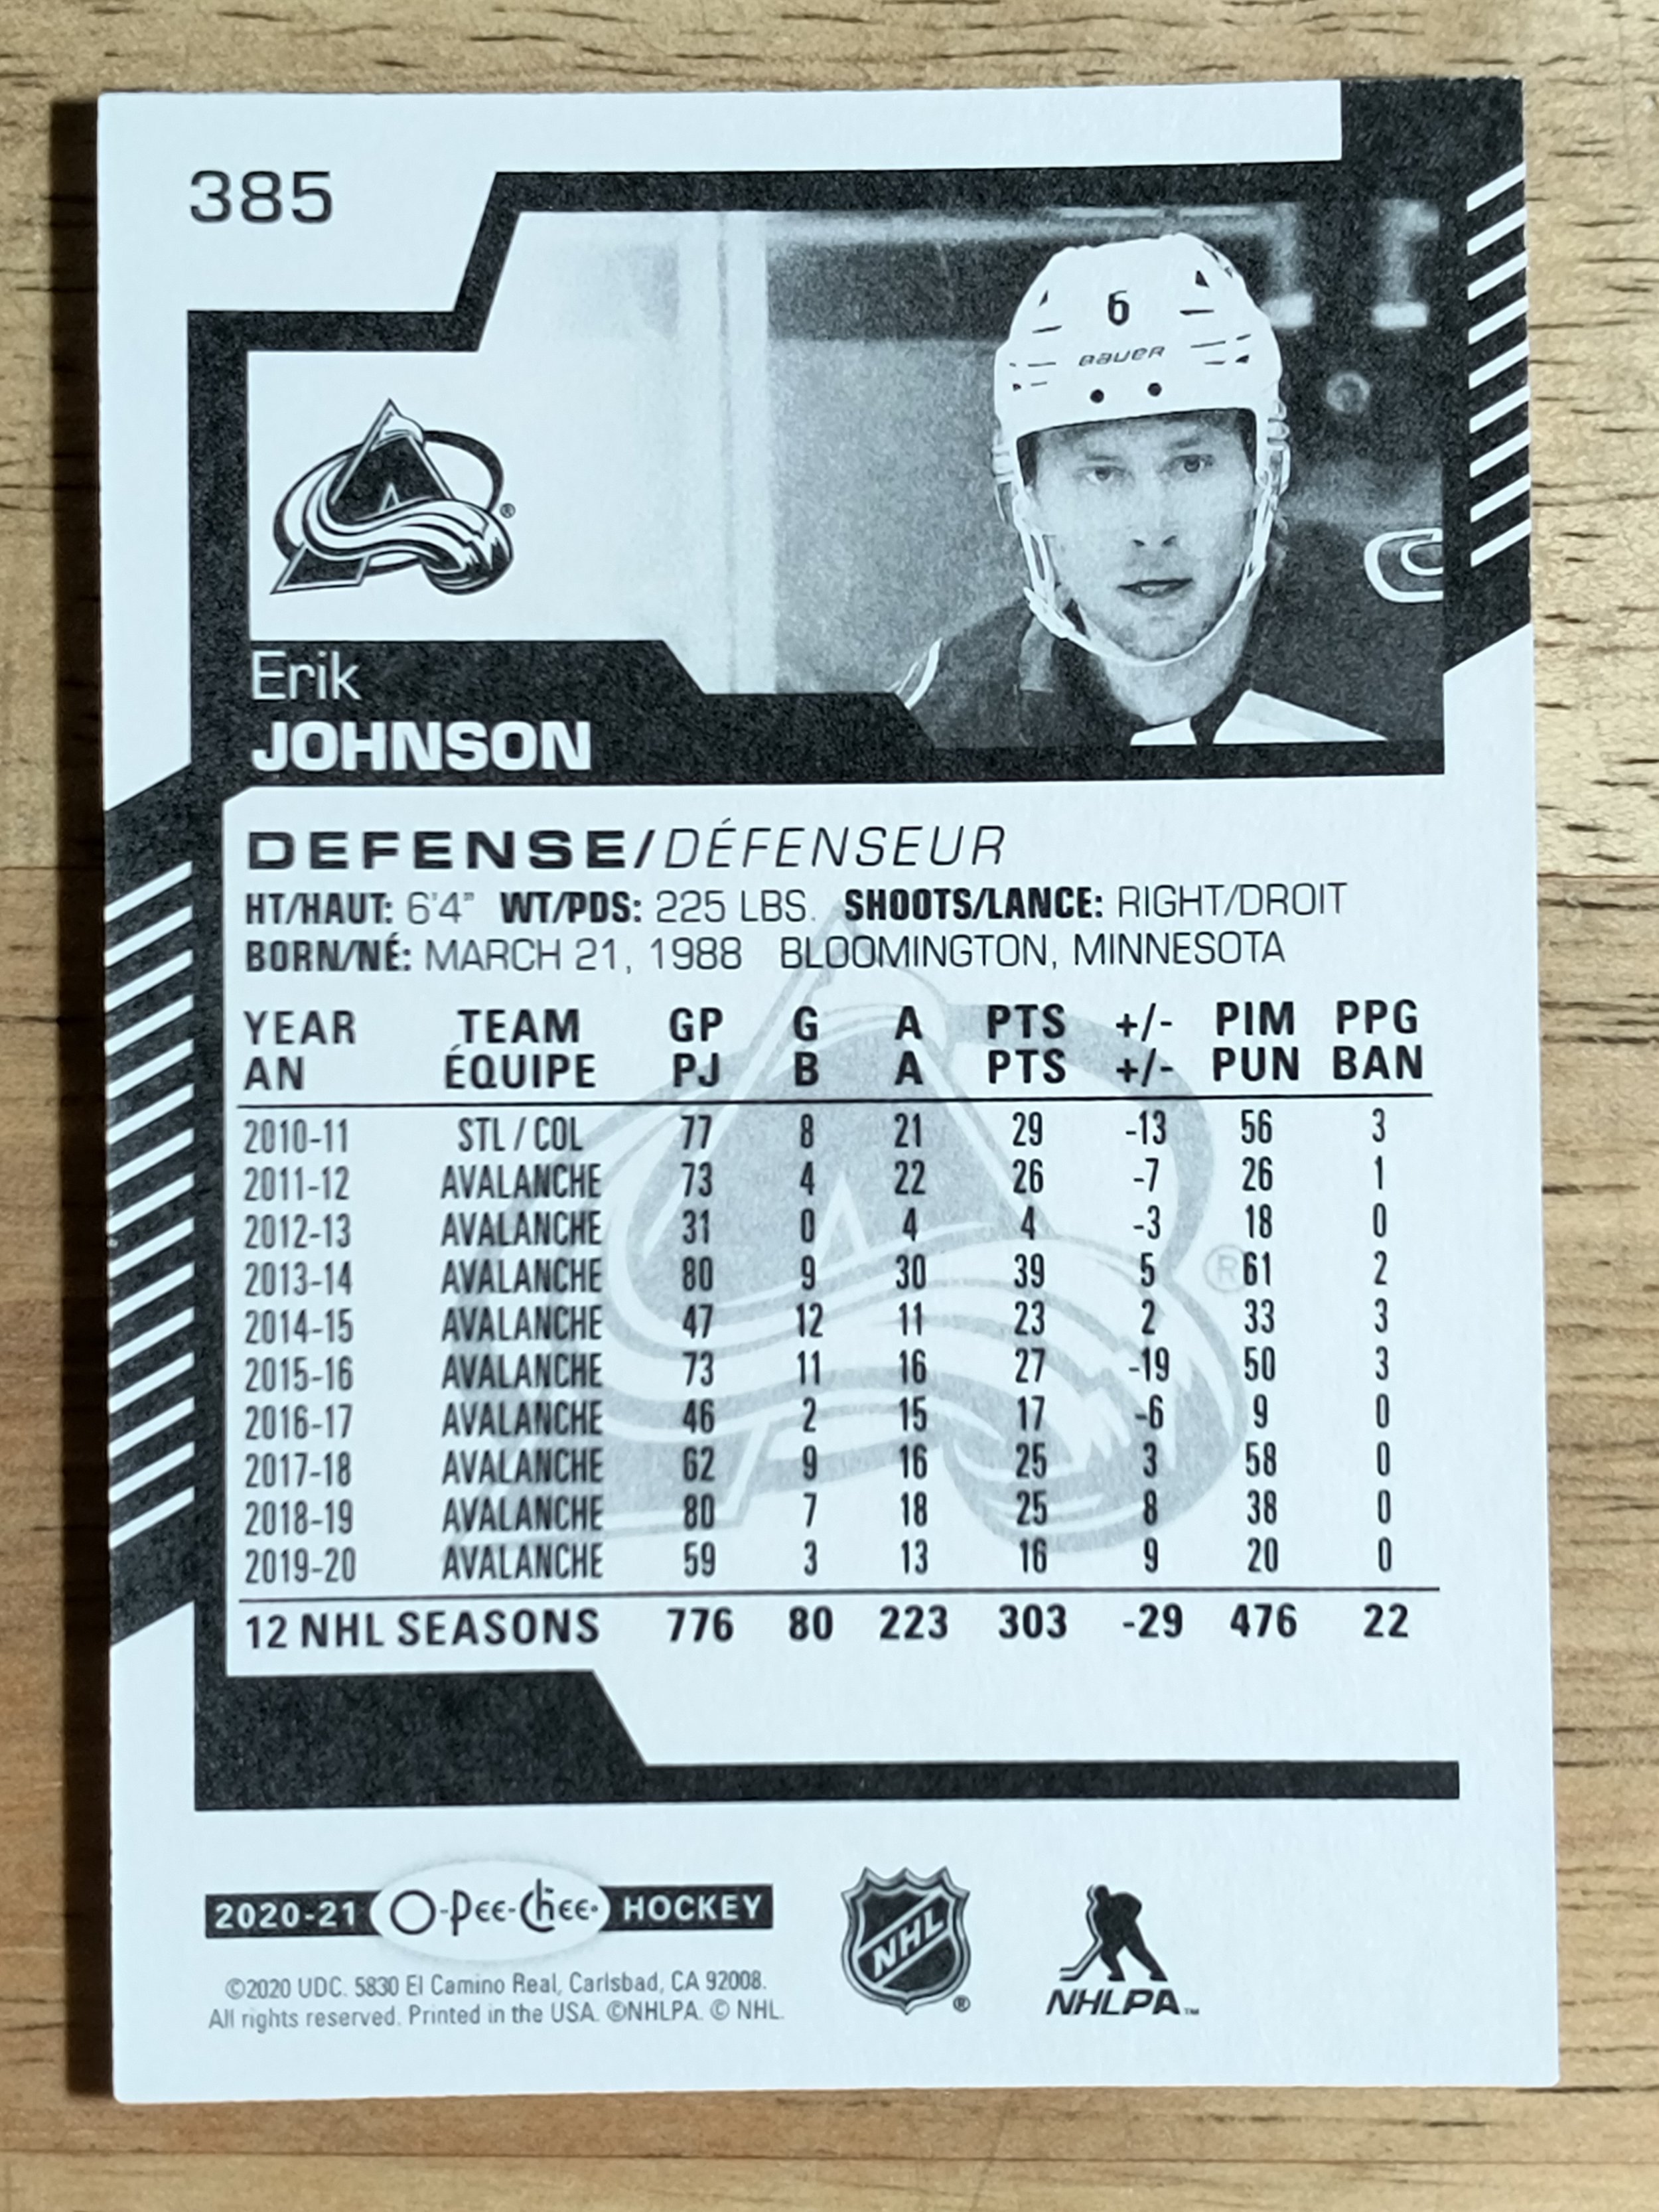 385
6
BAUER
®
Erik
JOHNSON
DEFENSE/DÉFENSEUR
HT/HAUT: 6'4" WT/PDS: 225 LBS. SHOOTS/LANCE: RIGHT/DROIT
BORN/NÉ: MARCH 21, 1988 BLOOMINGTON, MINNESOTA
YEAR TEAM GP G A PTS +/- PIM PPG
AN ÉQUIPE PJ B A PTS +/- PUN BAN
2010-11 STL / COL 77 8 21 29 -13 56 3
2011-12 AVALANCHE 73 4 22 26 -7 26 1
2012-13 AVALANCHE 31 0 4 4 -3 18 0
2013-14 AVALANCHE 80 9 30 39 5 61 2
2014-15 AVALANCHE 47 12 11 23 2 33 3
2015-16 AVALANCHE 73 11 16 27 -19 50 3
2016-17 AVALANCHE 46 2 15 17 -6 9 0
2017-18 AVALANCHE 62 9 16 25 3 58 0
2018-19 AVALANCHE 80 7 18 25 8 38 0
2019-20 AVALANCHE 59 3 13 16 9 20 0
12 NHL SEASONS 776 80 223 303 -29 476 22
2020-21 O-Pee-Chee HOCKEY
©2020 UDC. 5830 El Camino Real, Carlsbad, CA 92008.
All rights reserved. Printed in the USA. ©NHLPA. © NHL.
NHL ®
NHLPA™